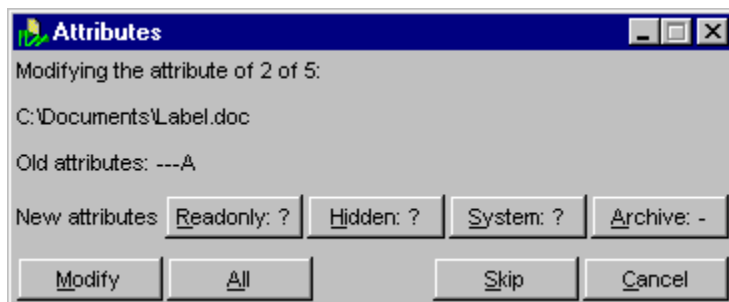 Attributes
Modifying the attribute of 2 of 5:
C:\Documents\Label.doc
Old attributes: ---A
New attributes Readonly: ? Hidden: ? System: ? Archive: -
Modify All Skip Cancel